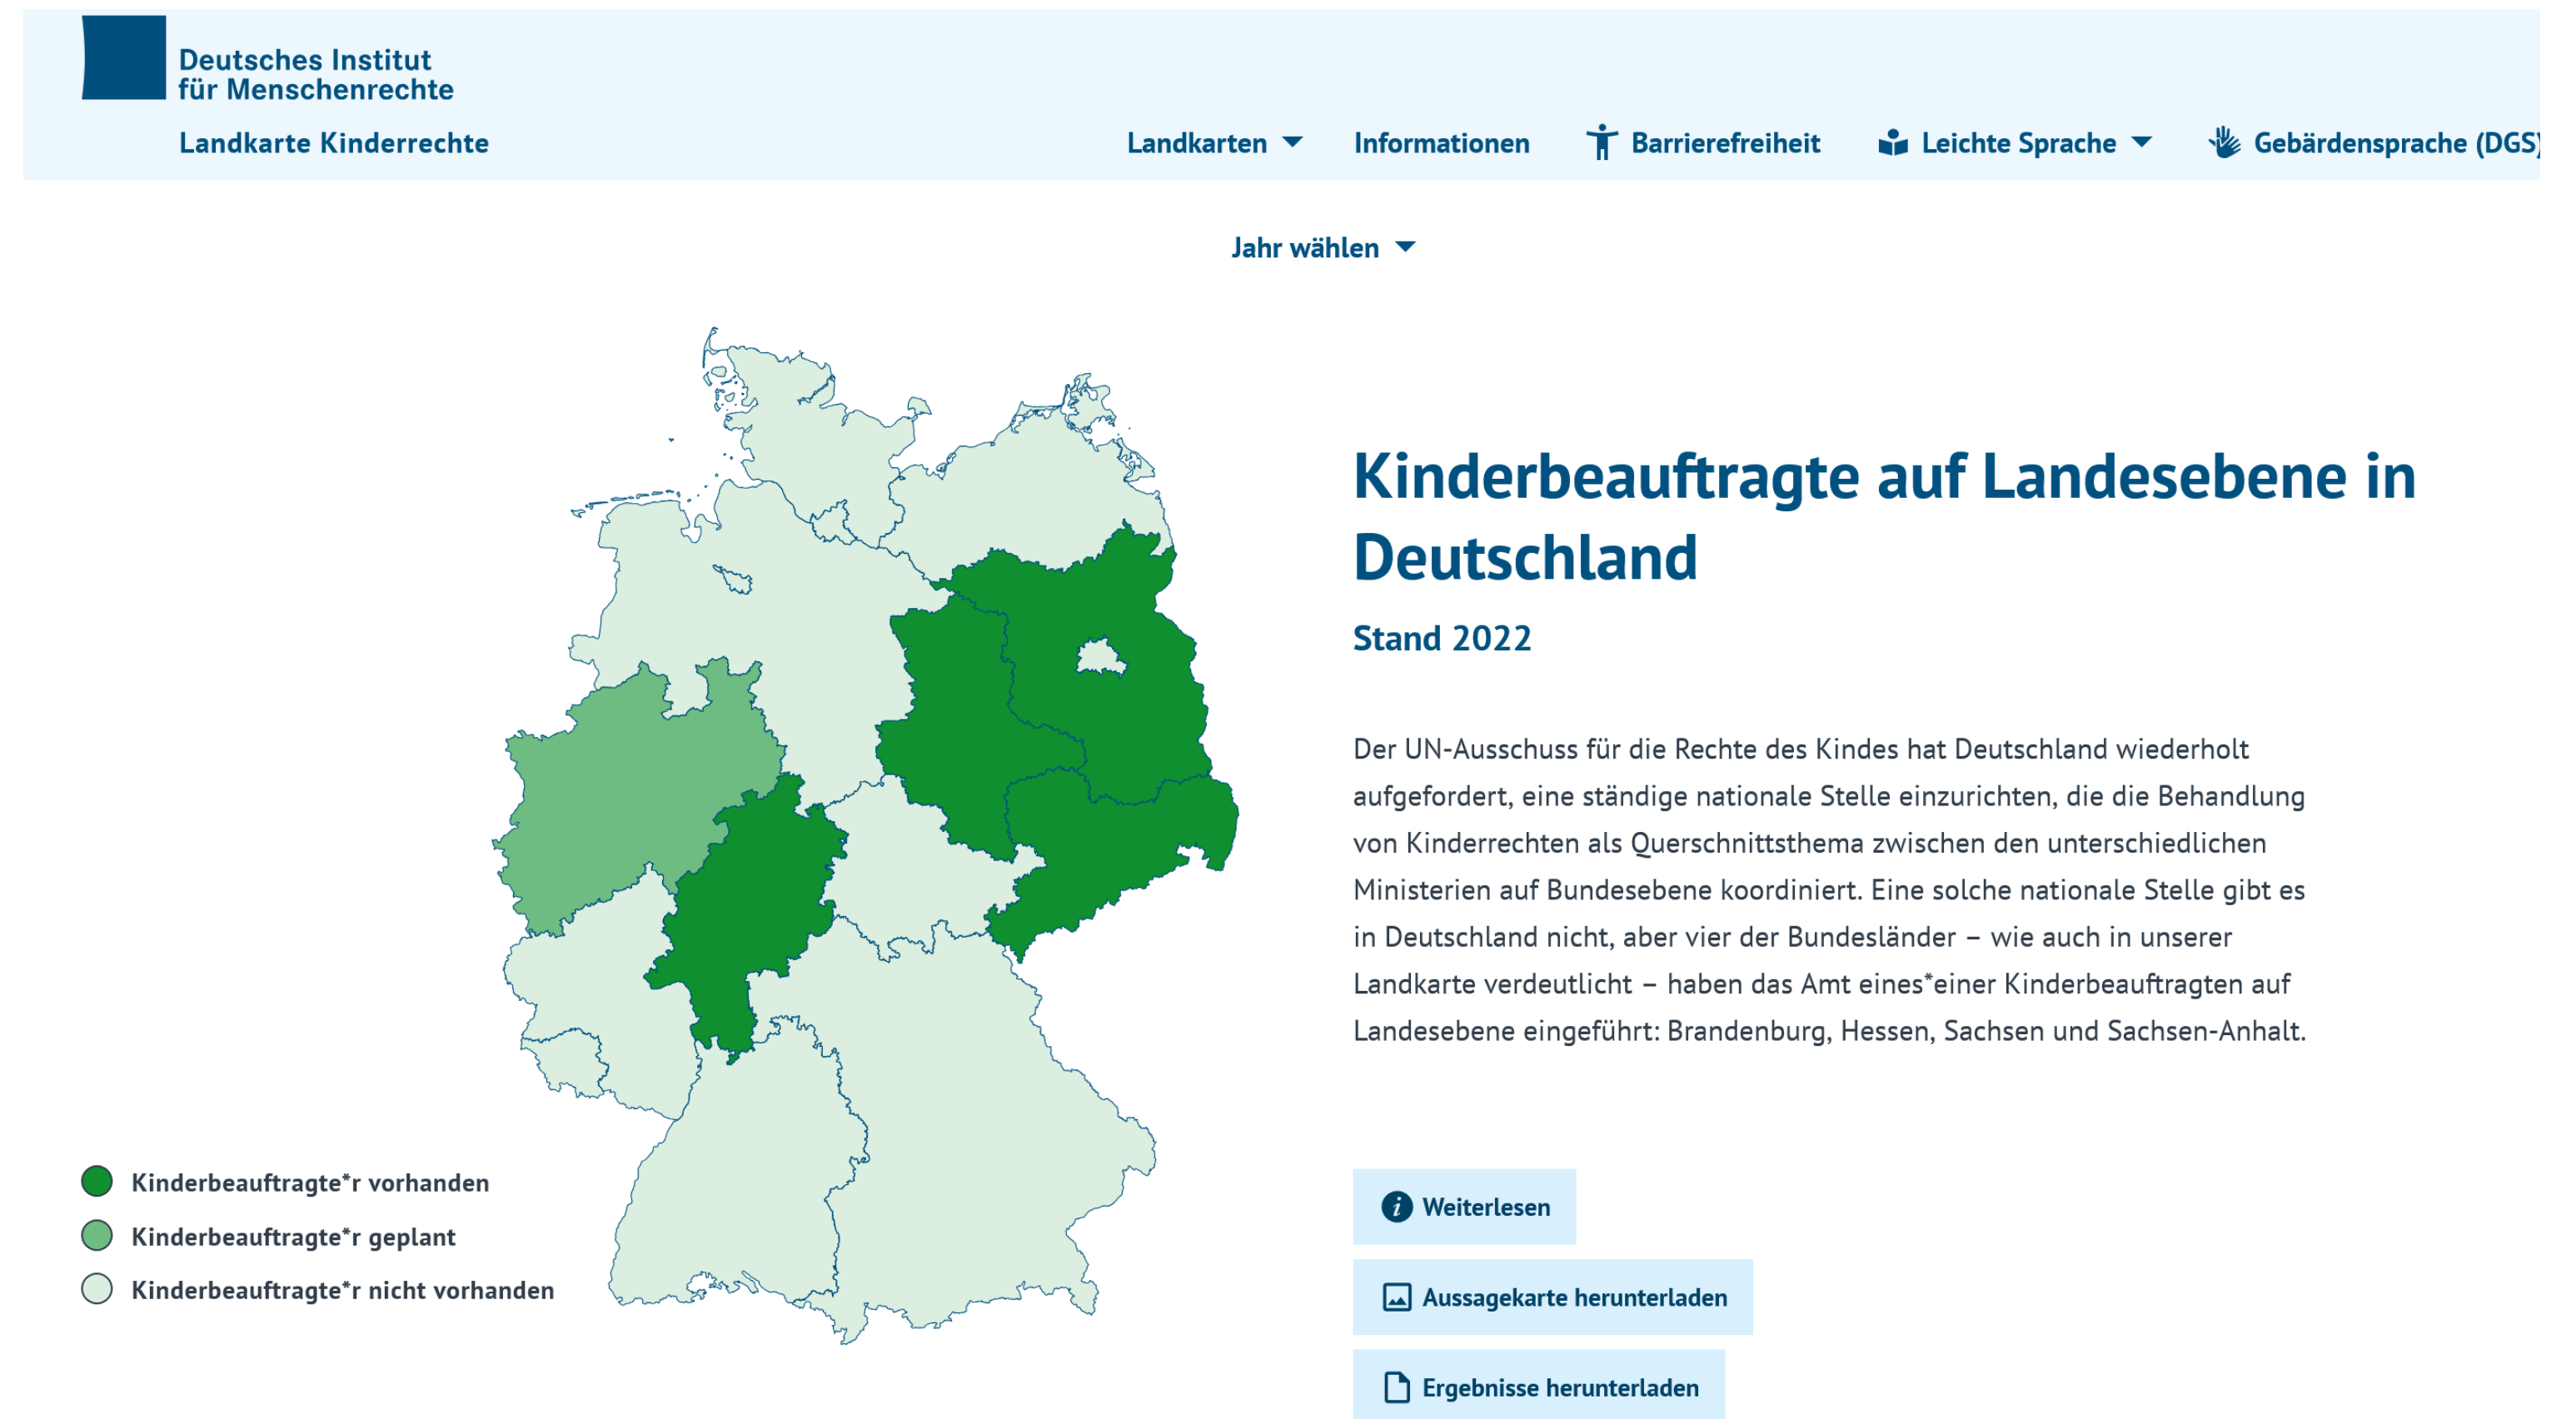 Deutsches Institut
für Menschenrechte
Landkarte Kinderrechte
Landkarten
Informationen
Barrierefreiheit
Leichte Sprache
Gebärdensprache (DGS)
Jahr wählen
Kinderbeauftragte auf Landesebene in
Deutschland
Stand 2022
Der UN-Ausschuss für die Rechte des Kindes hat Deutschland wiederholt
aufgefordert, eine ständige nationale Stelle einzurichten, die die Behandlung
von Kinderrechten als Querschnittsthema zwischen den unterschiedlichen
Ministerien auf Bundesebene koordiniert. Eine solche nationale Stelle gibt es
in Deutschland nicht, aber vier der Bundesländer – wie auch in unserer
Landkarte verdeutlicht – haben das Amt eines*einer Kinderbeauftragten auf
Landesebene eingeführt: Brandenburg, Hessen, Sachsen und Sachsen-Anhalt.
Kinderbeauftragte*r vorhanden
Kinderbeauftragte*r geplant
Kinderbeauftragte*r nicht vorhanden
Weiterlesen
Aussagekarte herunterladen
Ergebnisse herunterladen